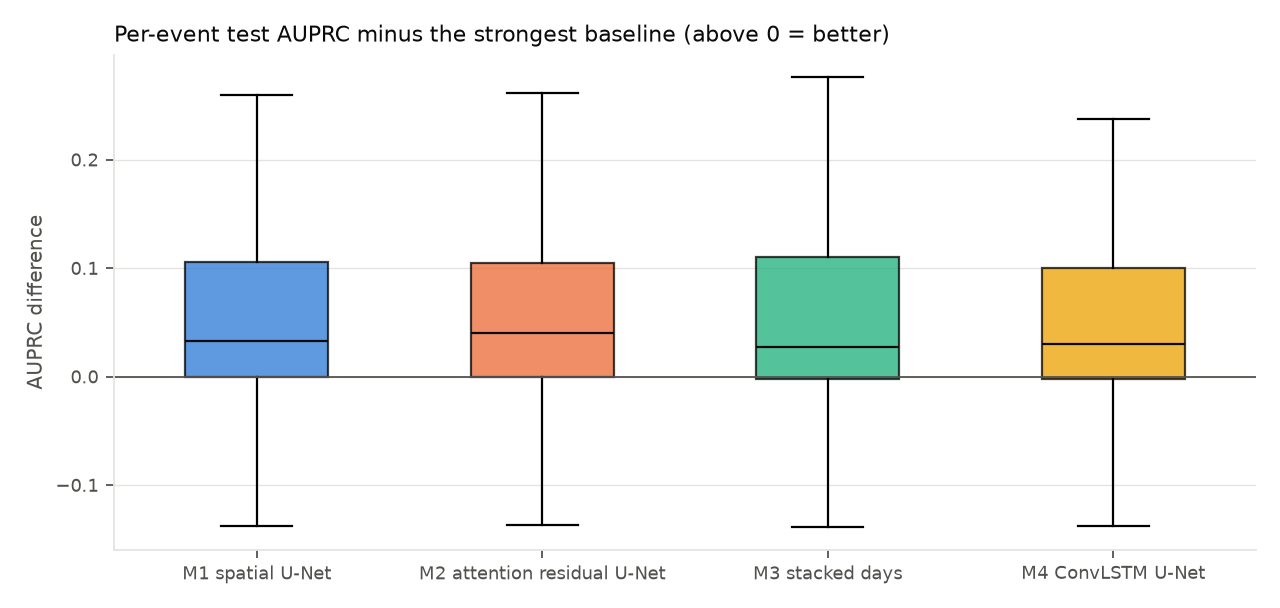 Per-event test AUPRC minus the strongest baseline (above 0 = better)
AUPRC difference
0.2
0.1
0.0
−0.1
M1 spatial U-Net
M2 attention residual U-Net
M3 stacked days
M4 ConvLSTM U-Net